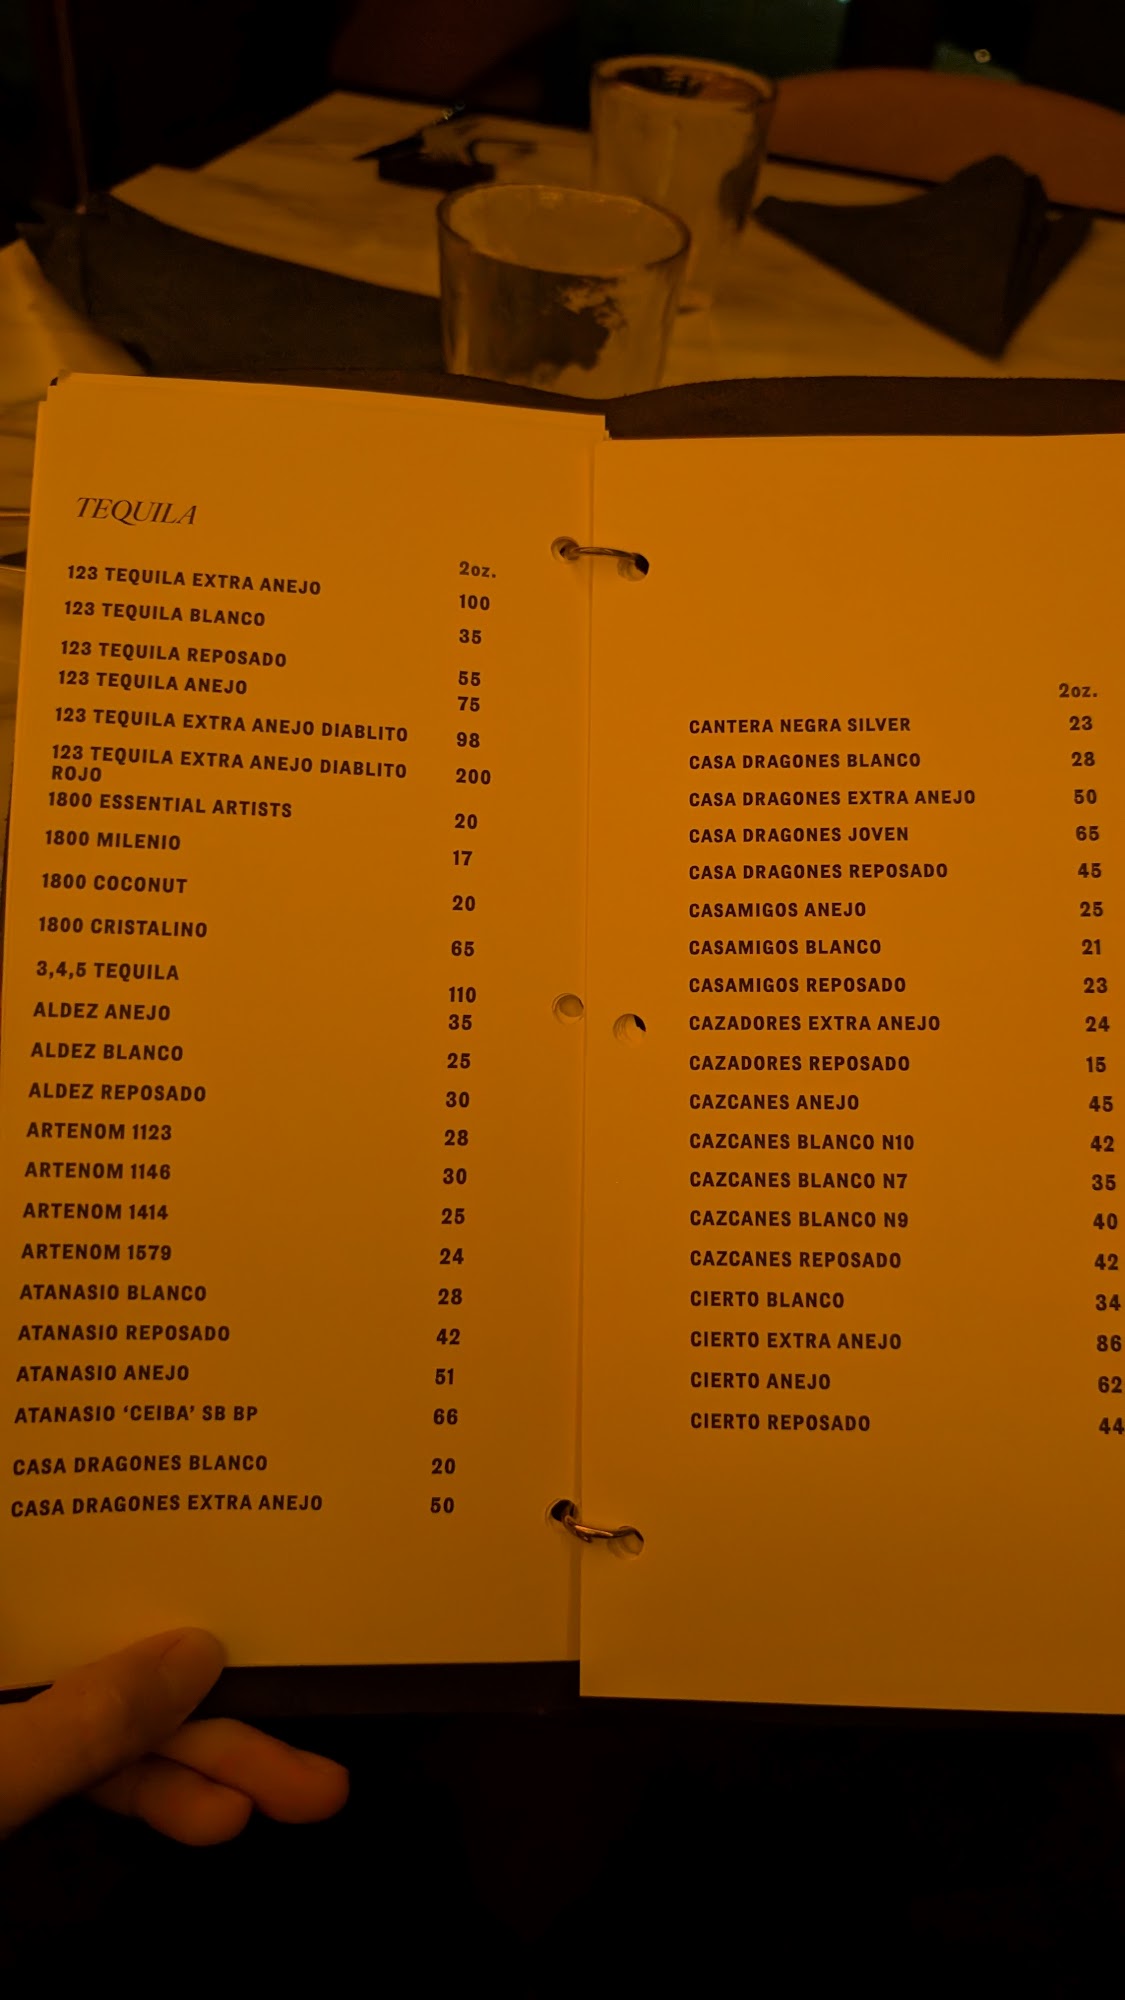 TEQUILA
2oz.
123 TEQUILA EXTRA ANEJO 100
123 TEQUILA BLANCO 35
123 TEQUILA REPOSADO 55
123 TEQUILA ANEJO 75
123 TEQUILA EXTRA ANEJO DIABLITO 98
123 TEQUILA EXTRA ANEJO DIABLITO 200
ROJO
1800 ESSENTIAL ARTISTS 20
1800 MILENIO 17
1800 COCONUT 20
1800 CRISTALINO 65
3,4,5 TEQUILA 110
ALDEZ ANEJO 35
ALDEZ BLANCO 25
ALDEZ REPOSADO 30
ARTENOM 1123 28
ARTENOM 1146 30
ARTENOM 1414 25
ARTENOM 1579 24
ATANASIO BLANCO 28
ATANASIO REPOSADO 42
ATANASIO ANEJO 51
ATANASIO ‘CEIBA’ SB BP 66
CASA DRAGONES BLANCO 20
CASA DRAGONES EXTRA ANEJO 50
2oz.
CANTERA NEGRA SILVER 23
CASA DRAGONES BLANCO 28
CASA DRAGONES EXTRA ANEJO 50
CASA DRAGONES JOVEN 65
CASA DRAGONES REPOSADO 45
CASAMIGOS ANEJO 25
CASAMIGOS BLANCO 21
CASAMIGOS REPOSADO 23
CAZADORES EXTRA ANEJO 24
CAZADORES REPOSADO 15
CAZCANES ANEJO 45
CAZCANES BLANCO N10 42
CAZCANES BLANCO N7 35
CAZCANES BLANCO N9 40
CAZCANES REPOSADO 42
CIERTO BLANCO 34
CIERTO EXTRA ANEJO 86
CIERTO ANEJO 62
CIERTO REPOSADO 44